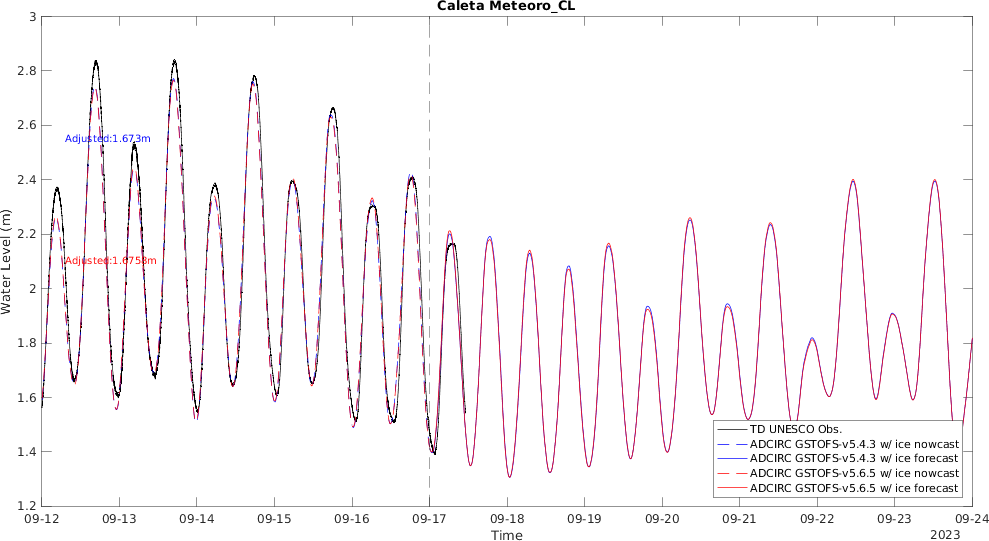 Caleta Meteoro_CL
3
2.8
2.6
2.4
2.2
2
1.8
1.6
1.4
1.2
Water Level (m)
Adjusted:1.673m
Adjusted:1.6758m
TD UNESCO Obs.
ADCIRC GSTOFS-v5.4.3 w/ ice nowcast
ADCIRC GSTOFS-v5.4.3 w/ ice forecast
ADCIRC GSTOFS-v5.6.5 w/ ice nowcast
ADCIRC GSTOFS-v5.6.5 w/ ice forecast
09-12 09-13 09-14 09-15 09-16 09-17 09-18 09-19 09-20 09-21 09-22 09-23 09-24
Time
2023